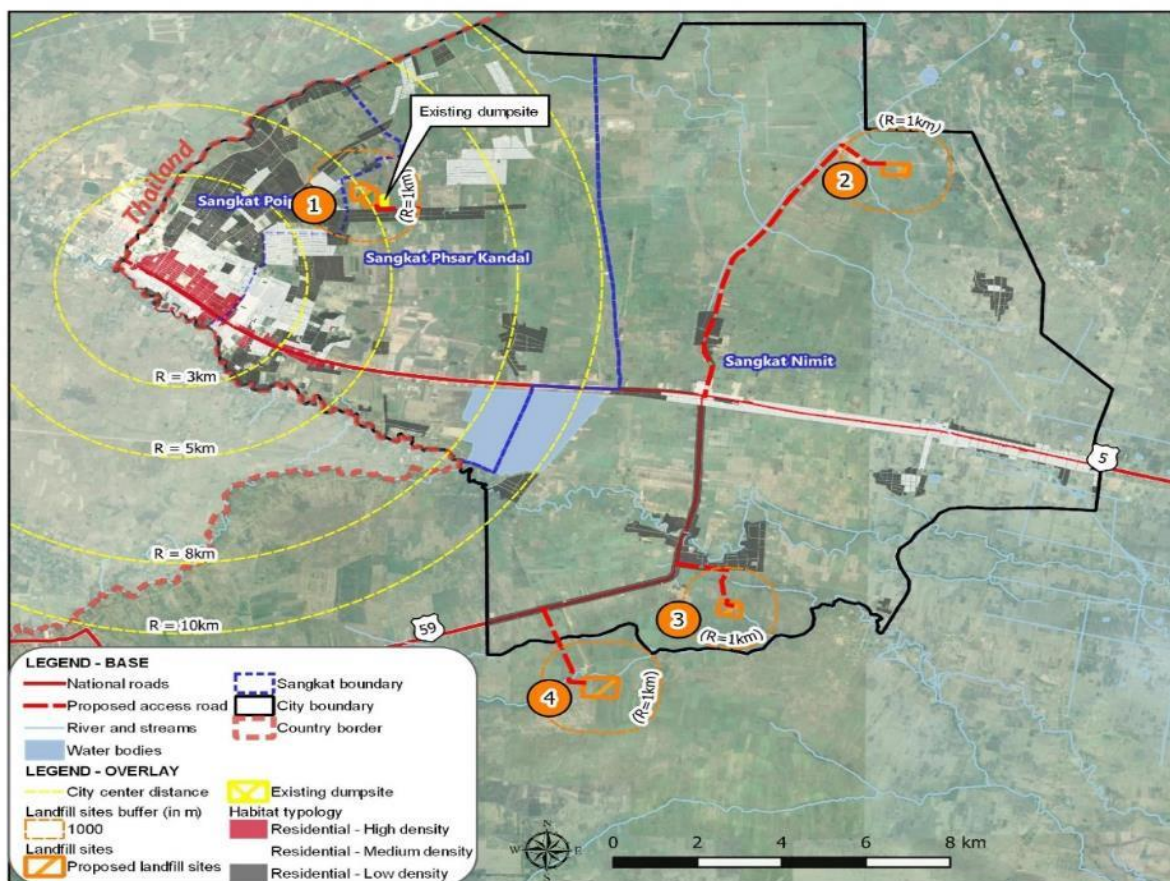 Existing dumpsite
(R=1km)
Thailand
Sangkat Poip
1
(R=1km)
2
Sangkat Phsar Kandal
Sangkat Nimit
R = 3km
R = 5km
5
R = 8km
R = 10km
59
3
(R=1km)
4
(R=1km)
LEGEND - BASE
National roads
Proposed access road
River and streams
Water bodies
Sangkat boundary
City boundary
Country border
LEGEND - OVERLAY
City center distance
Landfill sites buffer (in m)
1000
Landfill sites
Proposed landfill sites
Existing dumpsite
Habitat typology
Residential - High density
Residential - Medium density
Residential - Low density
N
W E
S
0 2 4 6 8 km